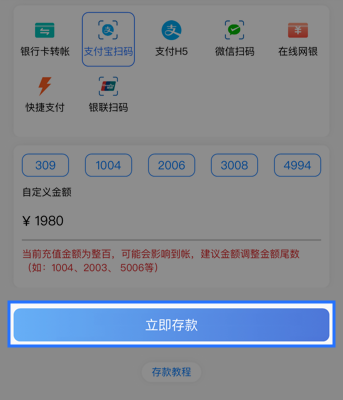 银行卡转帐
支付宝扫码
支付H5
微信扫码
在线网银
快捷支付
银联扫码
309
1004
2006
3008
4994
自定义金额
¥ 1980
当前充值金额为整百，可能会影响到帐，建议金额调整金额尾数
（如：1004、2003、 5006等）
立即存款
存款教程